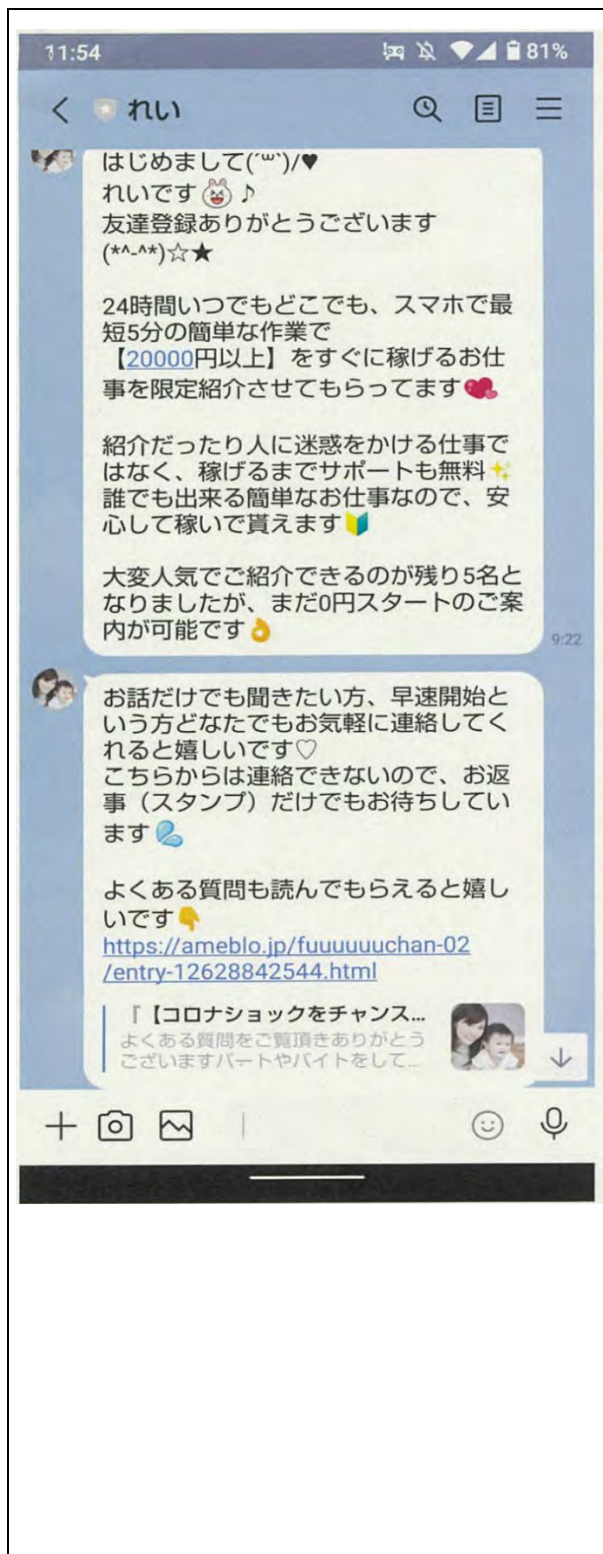 11:54
81%
れい
はじめまして(´ω`)/♥
れいです🐰♪
友達登録ありがとうございます
(*^-^*)☆★
24時間いつでもどこでも、スマホで最
短5分の簡単な作業で
【20000円以上】をすぐに稼げるお仕
事を限定紹介させてもらってます💕
紹介だったり人に迷惑をかける仕事で
はなく、稼げるまでサポートも無料✨
誰でも出来る簡単なお仕事なので、安
心して稼いで貰えます🔰
大変人気でご紹介できるのが残り5名と
なりましたが、まだ0円スタートのご案
内が可能です👌
9:22
お話だけでも聞きたい方、早速開始と
いう方どなたでもお気軽に連絡してく
れると嬉しいです♡
こちらからは連絡できないので、お返
事（スタンプ）だけでもお待ちしてい
ます💦
よくある質問も読んでもらえると嬉し
いです👇
https://ameblo.jp/fuuuuuuchan-02
/entry-12628842544.html
『【コロナショックをチャンス...
よくある質問をご覧頂きありがとう
ございますパートやバイトをして...